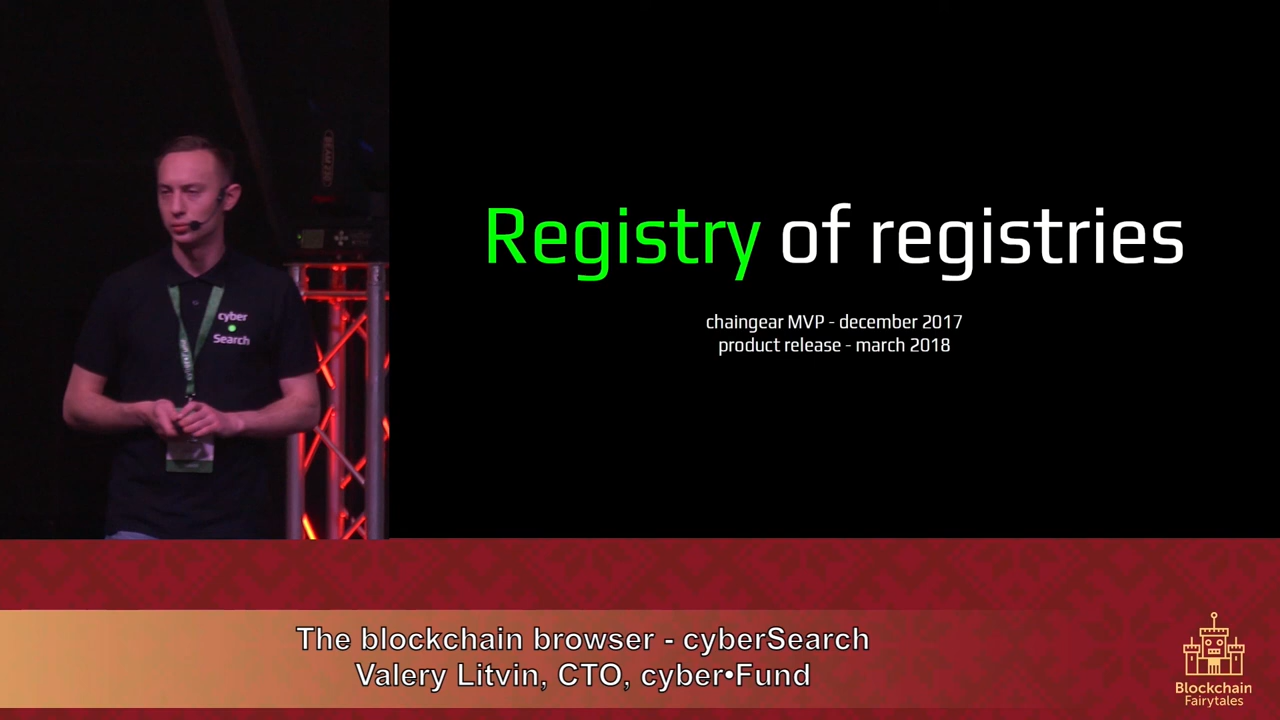 Registry of registries
chaingear MVP - december 2017
product release - march 2018
cyber
Search
The blockchain browser - cyberSearch
Valery Litvin, CTO, cyber•Fund
Blockchain
Fairytales